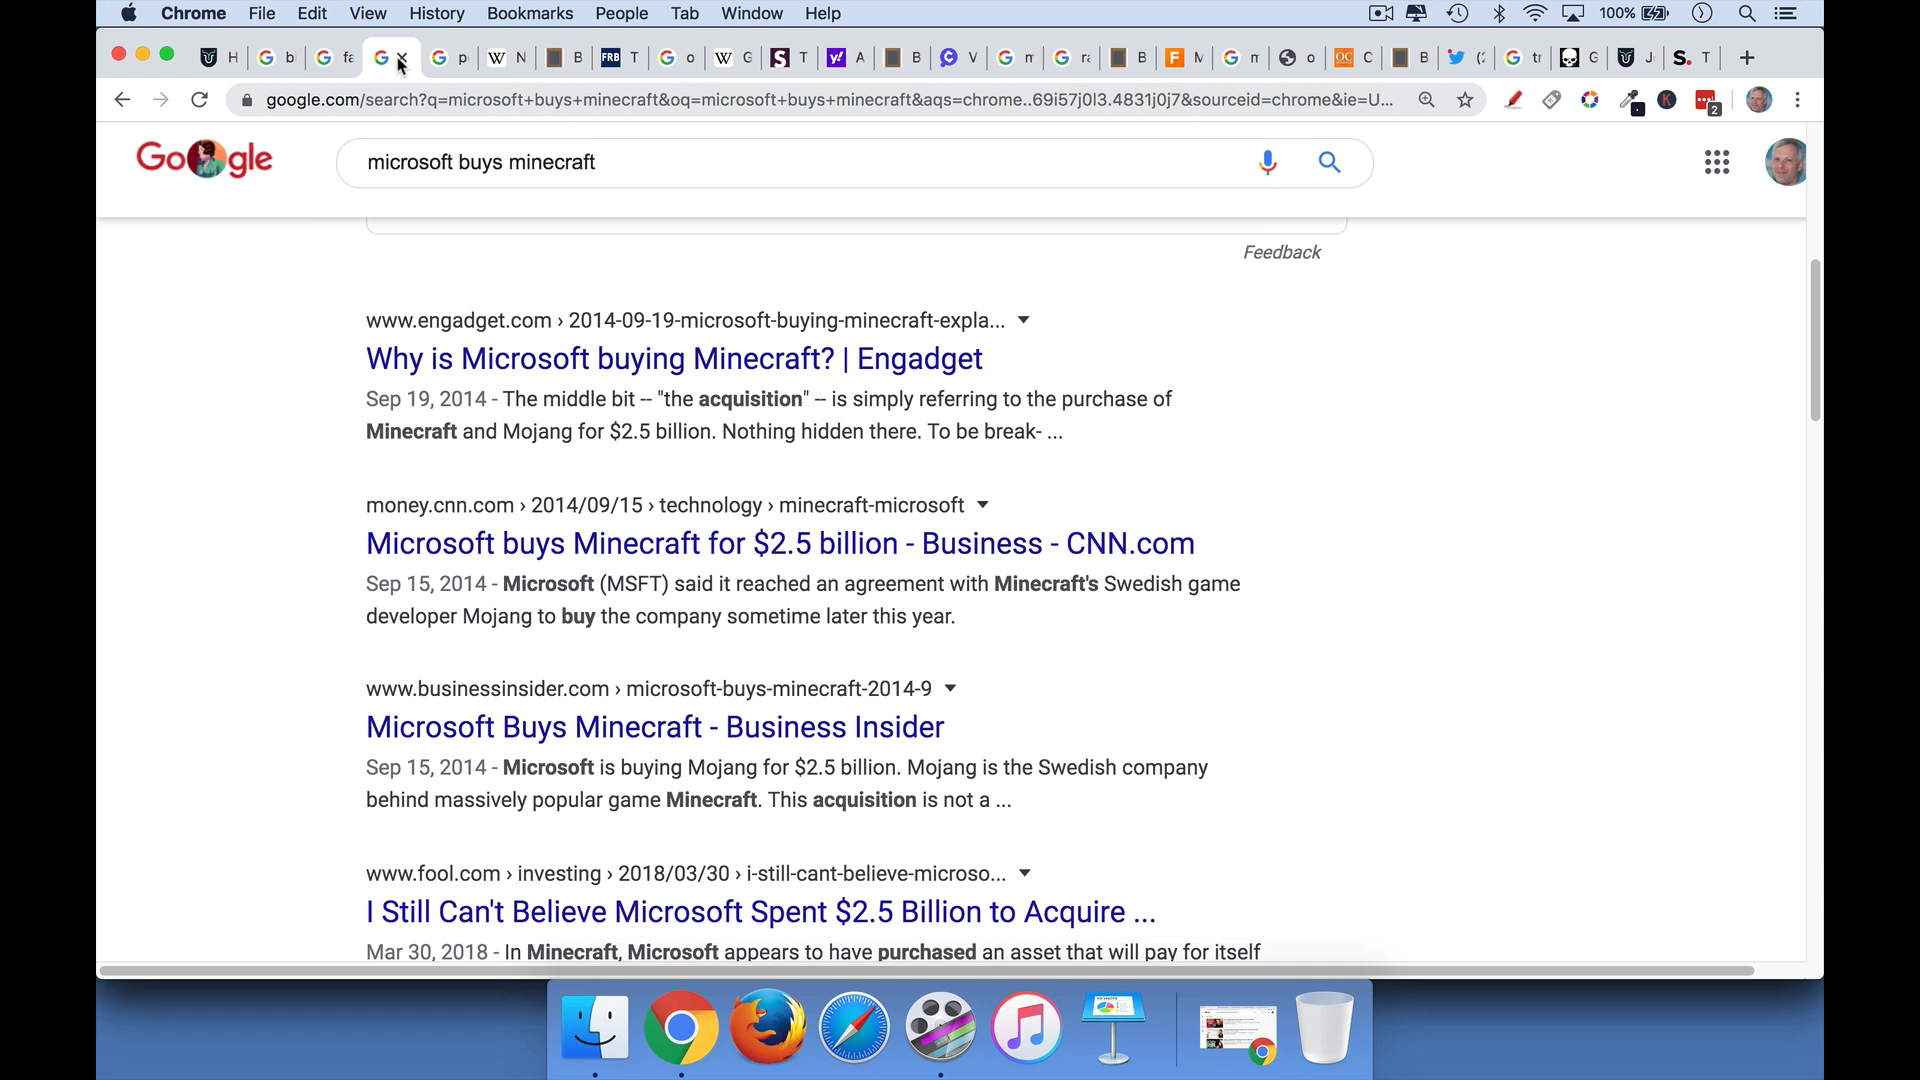 Chrome File Edit View History Bookmarks People Tab Window Help 100%
H b fa p N B FRB T o W G S T y! A B V m ra B F M m o OC C B (2 tr G J S. T
google.com/search?q=microsoft+buys+minecraft&oq=microsoft+buys+minecraft&aqs=chrome..69i57j0l3.4831j0j7&sourceid=chrome&ie=U... K 2
Google microsoft buys minecraft
Feedback
www.engadget.com › 2014-09-19-microsoft-buying-minecraft-expla...
Why is Microsoft buying Minecraft? | Engadget
Sep 19, 2014 - The middle bit -- "the acquisition" -- is simply referring to the purchase of
Minecraft and Mojang for $2.5 billion. Nothing hidden there. To be break- ...
money.cnn.com › 2014/09/15 › technology › minecraft-microsoft
Microsoft buys Minecraft for $2.5 billion - Business - CNN.com
Sep 15, 2014 - Microsoft (MSFT) said it reached an agreement with Minecraft's Swedish game
developer Mojang to buy the company sometime later this year.
www.businessinsider.com › microsoft-buys-minecraft-2014-9
Microsoft Buys Minecraft - Business Insider
Sep 15, 2014 - Microsoft is buying Mojang for $2.5 billion. Mojang is the Swedish company
behind massively popular game Minecraft. This acquisition is not a ...
www.fool.com › investing › 2018/03/30 › i-still-cant-believe-microso...
I Still Can't Believe Microsoft Spent $2.5 Billion to Acquire ...
Mar 30, 2018 - In Minecraft, Microsoft appears to have purchased an asset that will pay for itself
KEYNOTE